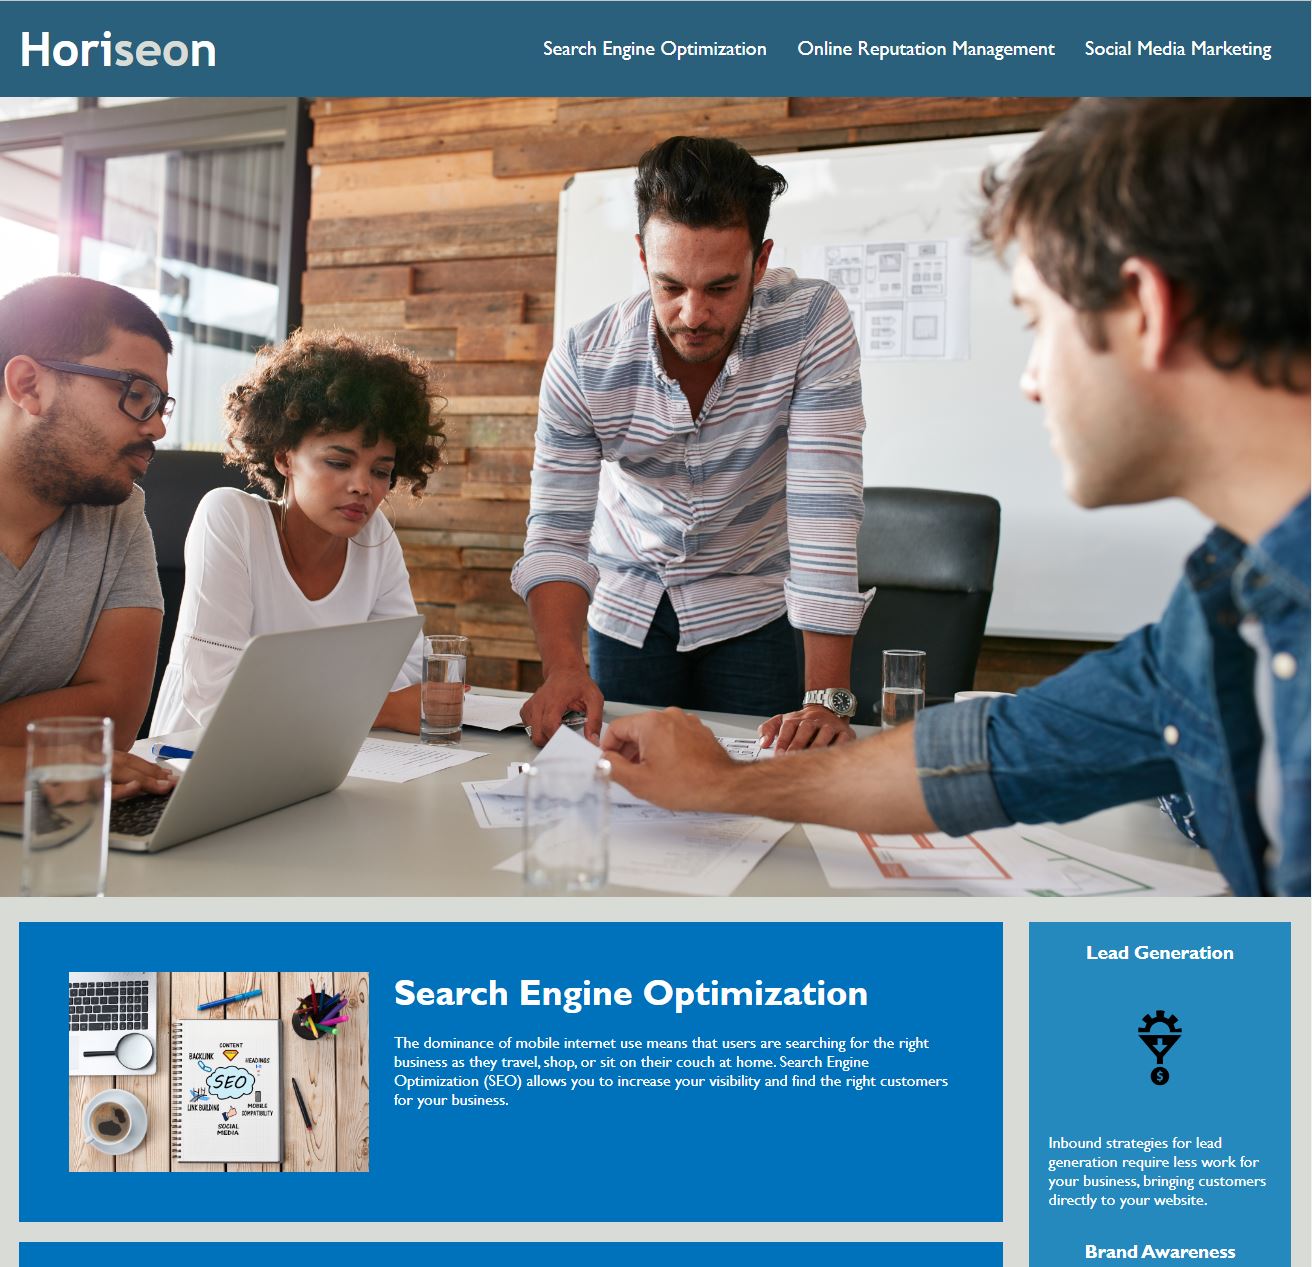 Horiseon
Search Engine Optimization
Online Reputation Management
Social Media Marketing
Search Engine Optimization
The dominance of mobile internet use means that users are searching for the right
business as they travel, shop, or sit on their couch at home. Search Engine
Optimization (SEO) allows you to increase your visibility and find the right customers
for your business.
CONTENT
BACKLINK
HEADINGS
SEO
LINK BUILDING
MOBILE
COMPATIBILITY
SOCIAL
MEDIA
Lead Generation
$
Inbound strategies for lead
generation require less work for
your business, bringing customers
directly to your website.
Brand Awareness